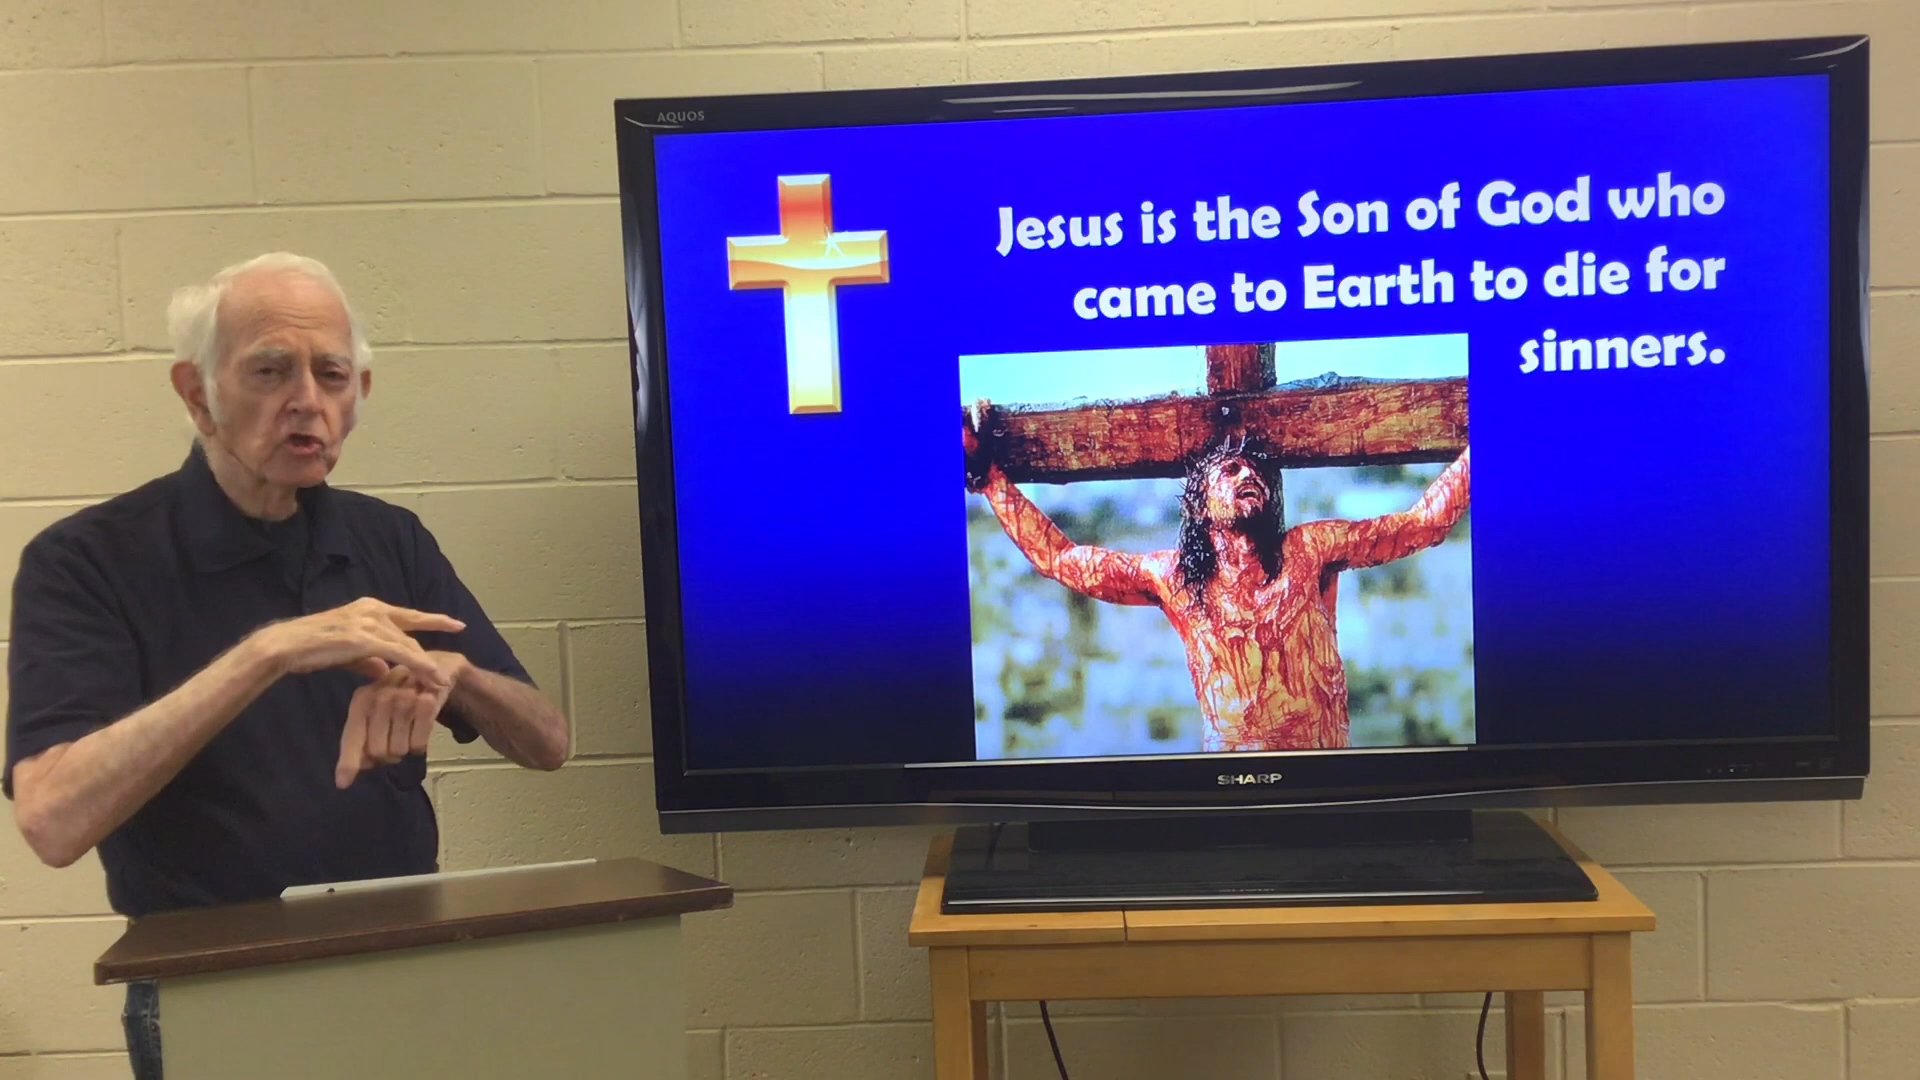 AQUOS
Jesus is the Son of God who
came to Earth to die for
sinners.
SHARP